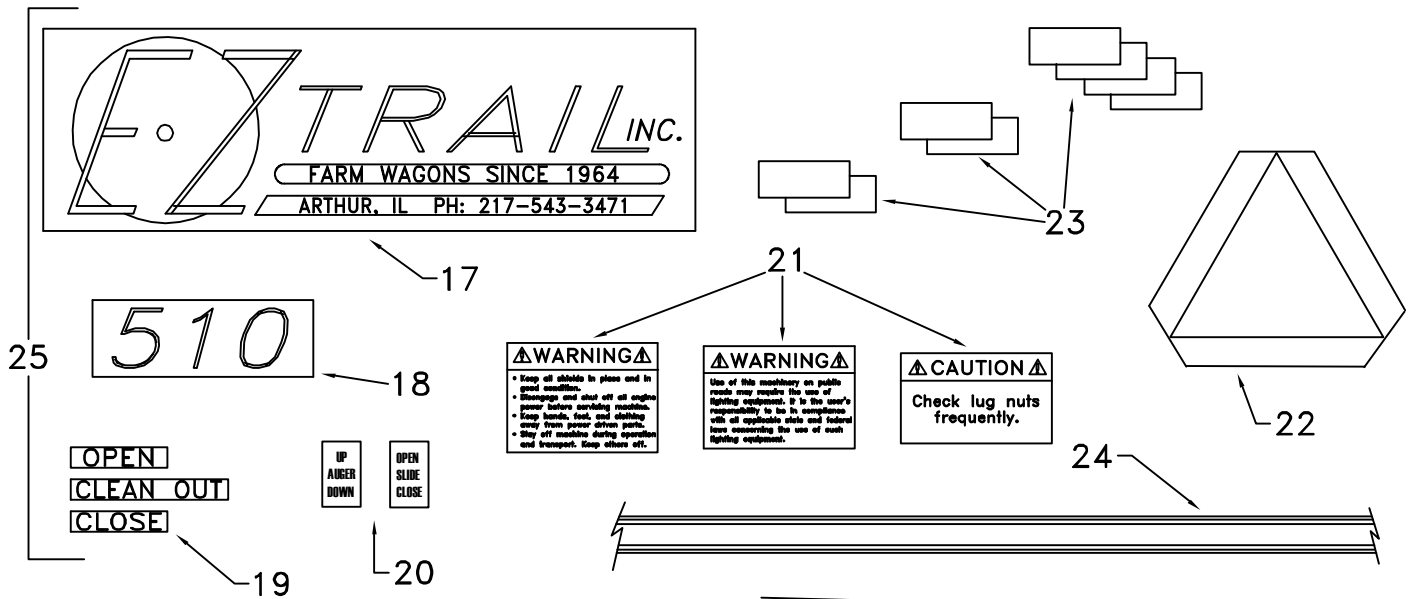 EZ TRAIL INC.
FARM WAGONS SINCE 1964
ARTHUR, IL PH: 217-543-3471
17
23
21
510
25
18
⚠WARNING⚠
• Keep all shields in place and in
good condition.
• Disengage and shut off all engine
power before servicing machine.
• Keep hands, feet, and clothing
away from power driven parts.
• Stay off machine during operation
and transport. Keep others off.
⚠WARNING⚠
Use of this machinery on public
roads may require the use of
lighting equipment. It is the user's
responsibility to be in compliance
with all applicable state and federal
laws concerning the use of such
lighting equipment.
⚠ CAUTION ⚠
Check lug nuts
frequently.
22
OPEN
CLEAN OUT
CLOSE
19
UP
AUGER
DOWN
OPEN
SLIDE
CLOSE
20
24